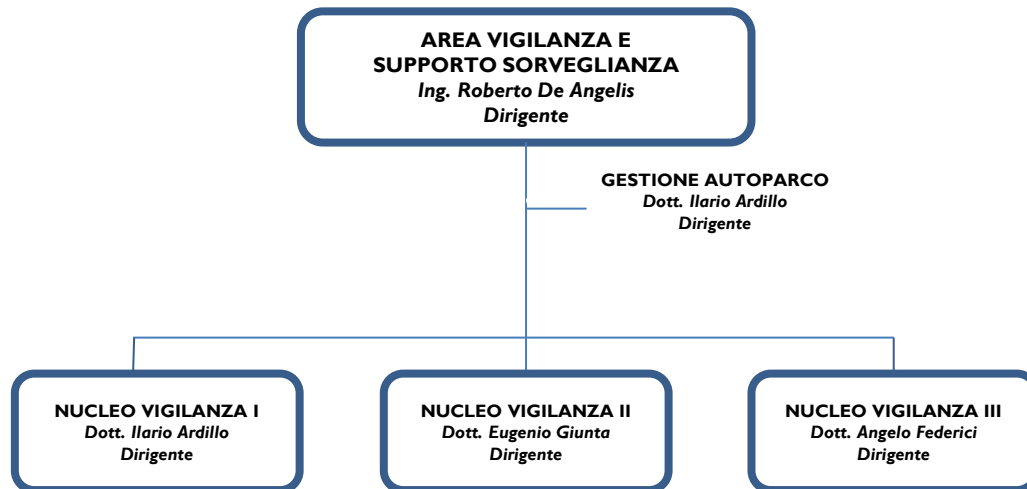 AREA VIGILANZA E
SUPPORTO SORVEGLIANZA
Ing. Roberto De Angelis
Dirigente
GESTIONE AUTOPARCO
Dott. Ilario Ardillo
Dirigente
NUCLEO VIGILANZA I
Dott. Ilario Ardillo
Dirigente
NUCLEO VIGILANZA II
Dott. Eugenio Giunta
Dirigente
NUCLEO VIGILANZA III
Dott. Angelo Federici
Dirigente